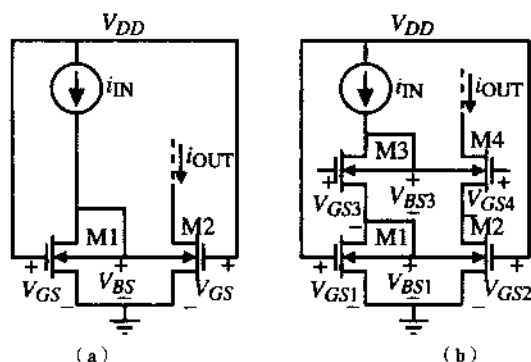 V_DD
i_IN
i_OUT
M1
M2
V_GS
V_BS
V_GS
(a)
V_DD
i_IN
i_OUT
M3
M4
V_GS3
V_BS3
V_GS4
M1
M2
V_GS1
V_BS1
V_GS2
(b)